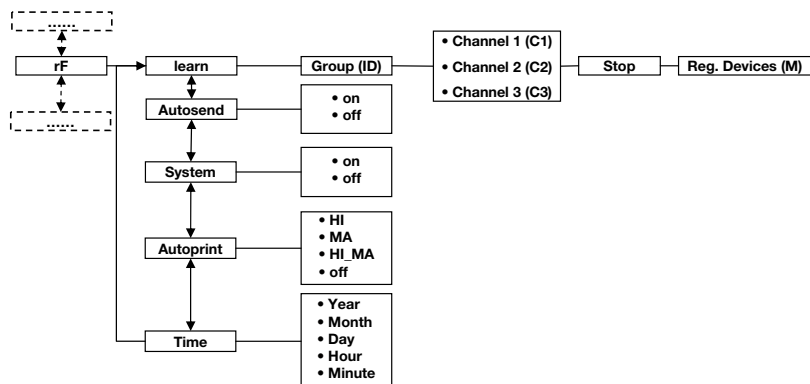 ......
rF
......
learn
Group (ID)
• Channel 1 (C1)
• Channel 2 (C2)
• Channel 3 (C3)
Stop
Reg. Devices (M)
Autosend
• on
• off
System
• on
• off
Autoprint
• HI
• MA
• HI_MA
• off
Time
• Year
• Month
• Day
• Hour
• Minute